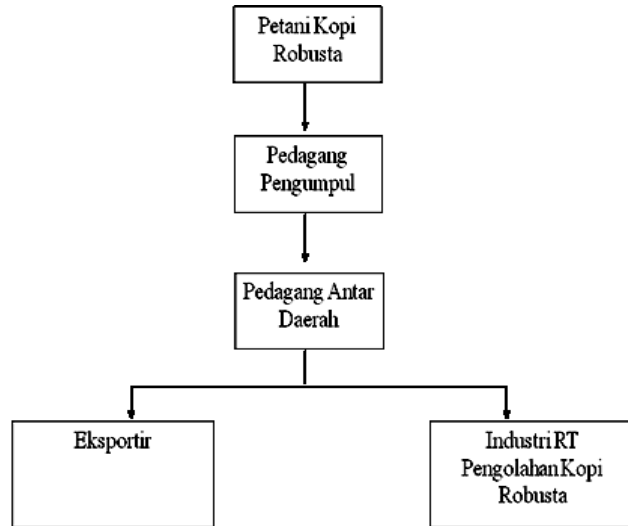 Petani Kopi
Robusta
Pedagang
Pengumpul
Pedagang Antar
Daerah
Eksportir
Industri RT
Pengolahan Kopi
Robusta